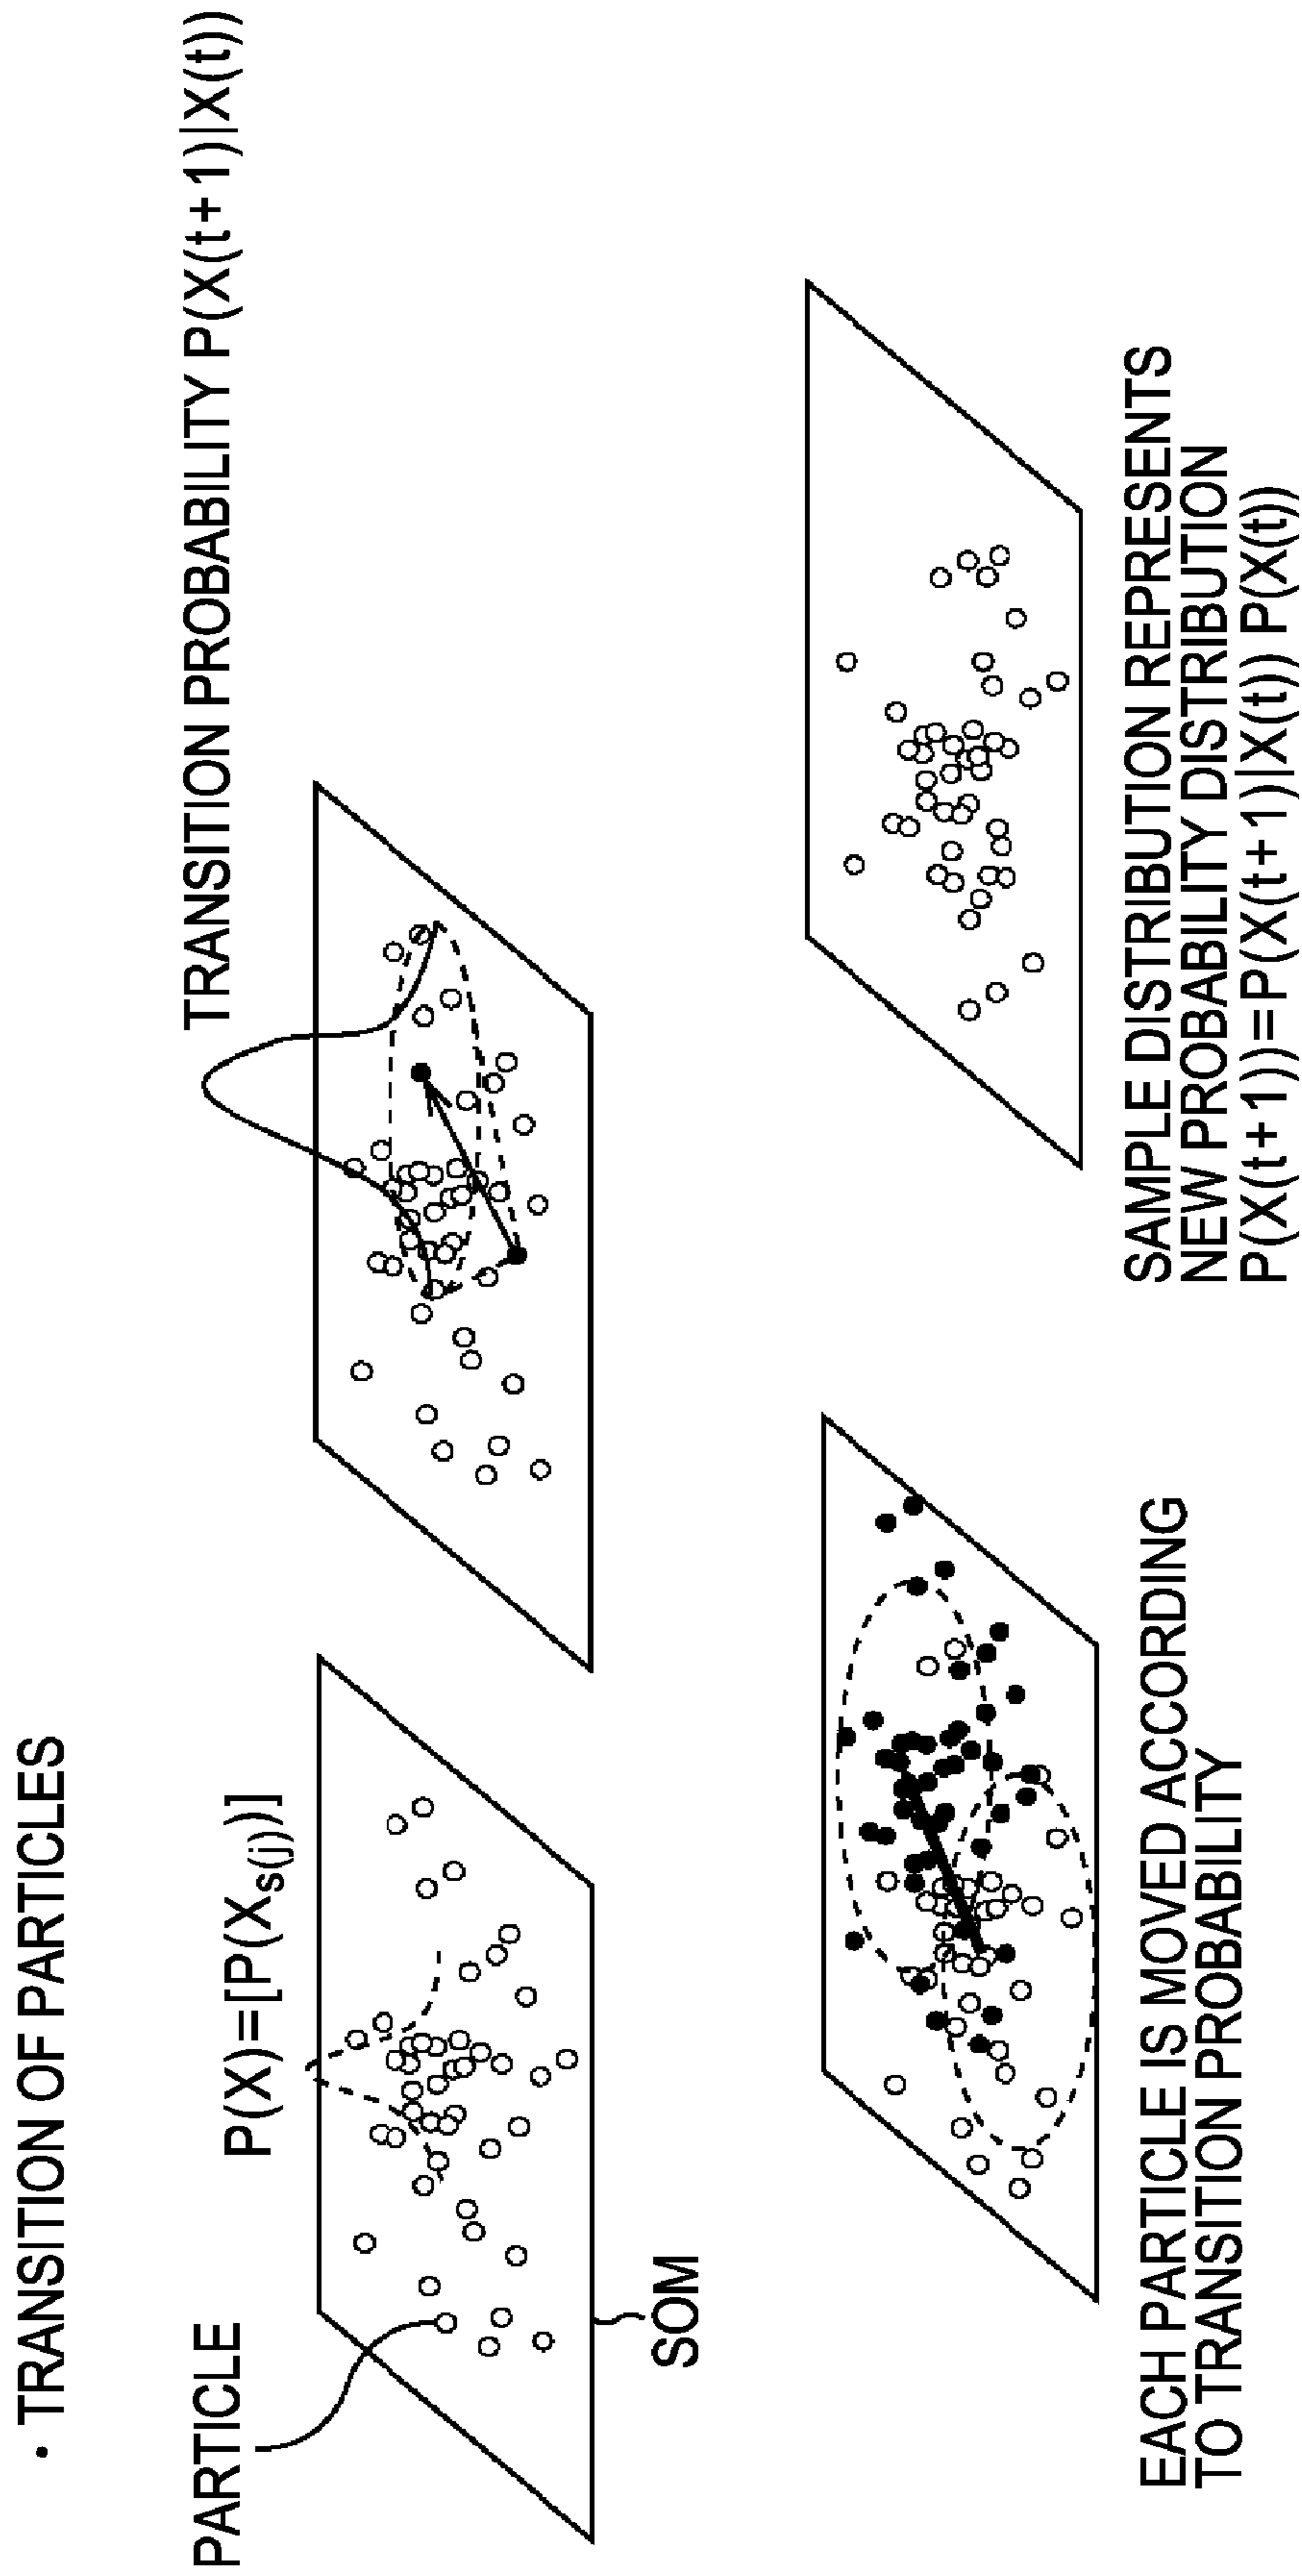 · TRANSITION OF PARTICLES
PARTICLE
P(X)=[P(Xs(j))]
SOM
TRANSITION PROBABILITY P(X(t+1)|X(t))
EACH PARTICLE IS MOVED ACCORDING
TO TRANSITION PROBABILITY
SAMPLE DISTRIBUTION REPRESENTS
NEW PROBABILITY DISTRIBUTION
P(X(t+1))=P(X(t+1)|X(t)) P(X(t))